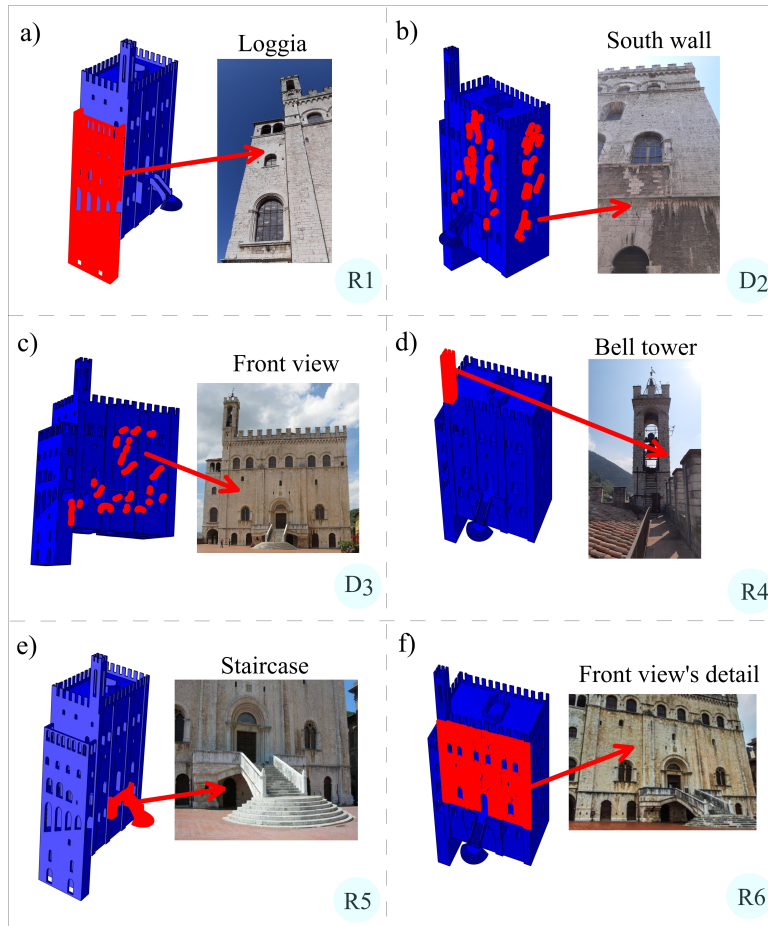 a)
Loggia
R1
b)
South wall
D2
c)
Front view
D3
d)
Bell tower
R4
e)
Staircase
R5
f)
Front view's detail
R6